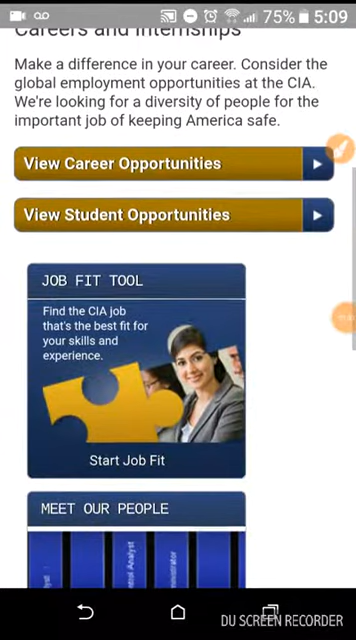 75% 5:09
Careers and Internships
Make a difference in your career. Consider the
global employment opportunities at the CIA.
We're looking for a diversity of people for the
important job of keeping America safe.
View Career Opportunities
View Student Opportunities
JOB FIT TOOL
Find the CIA job
that's the best fit for
your skills and
experience.
Start Job Fit
MEET OUR PEOPLE
Analyst
DU SCREEN RECORDER